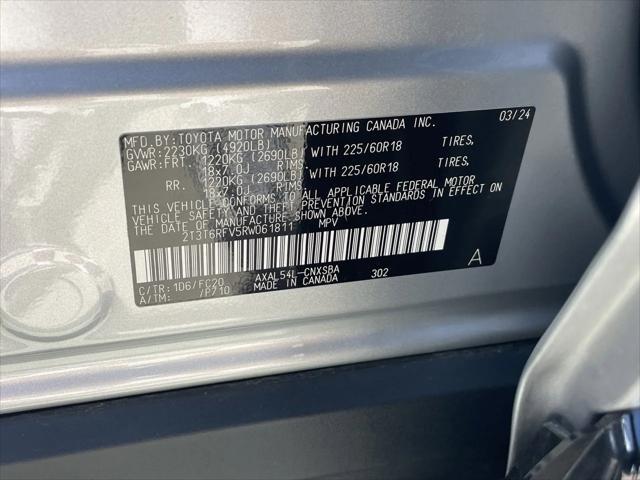 MFD. BY: TOYOTA MOTOR MANUFACTURING CANADA INC. 03/24
GVWR: 2230KG (4920LB)
GAWR: FRT. 1220KG (2690LB) WITH 225/60R18 TIRES,
18x7.0J RIMS,
RR. 1220KG (2690LB) WITH 225/60R18 TIRES,
18x7.0J RIMS.
THIS VEHICLE CONFORMS TO ALL APPLICABLE FEDERAL MOTOR
VEHICLE SAFETY AND THEFT PREVENTION STANDARDS IN EFFECT ON
THE DATE OF MANUFACTURE SHOWN ABOVE.
2T3T6RFV5RW061811 MPV
A
C/TR: 1D6/FC20 AXAL54L-CNXSBA 302
A/TM: /P710 MADE IN CANADA